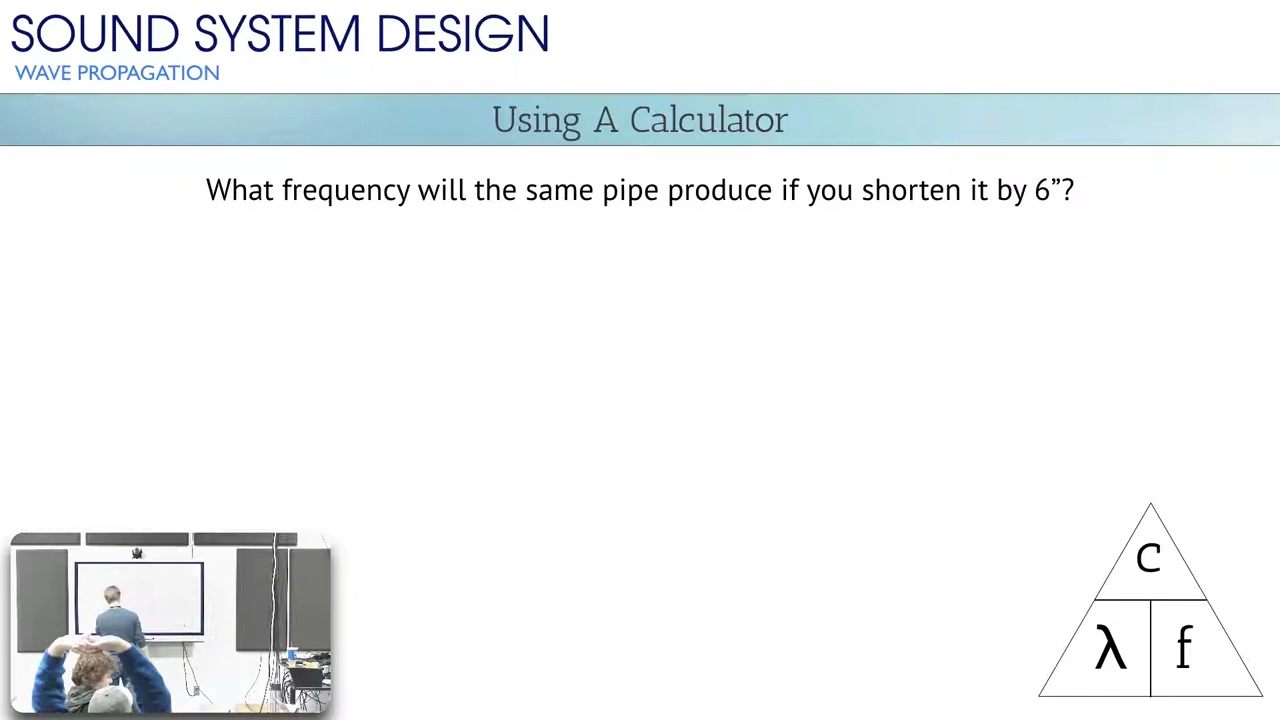 SOUND SYSTEM DESIGN
WAVE PROPAGATION
Using A Calculator
What frequency will the same pipe produce if you shorten it by 6”?
c
λ f